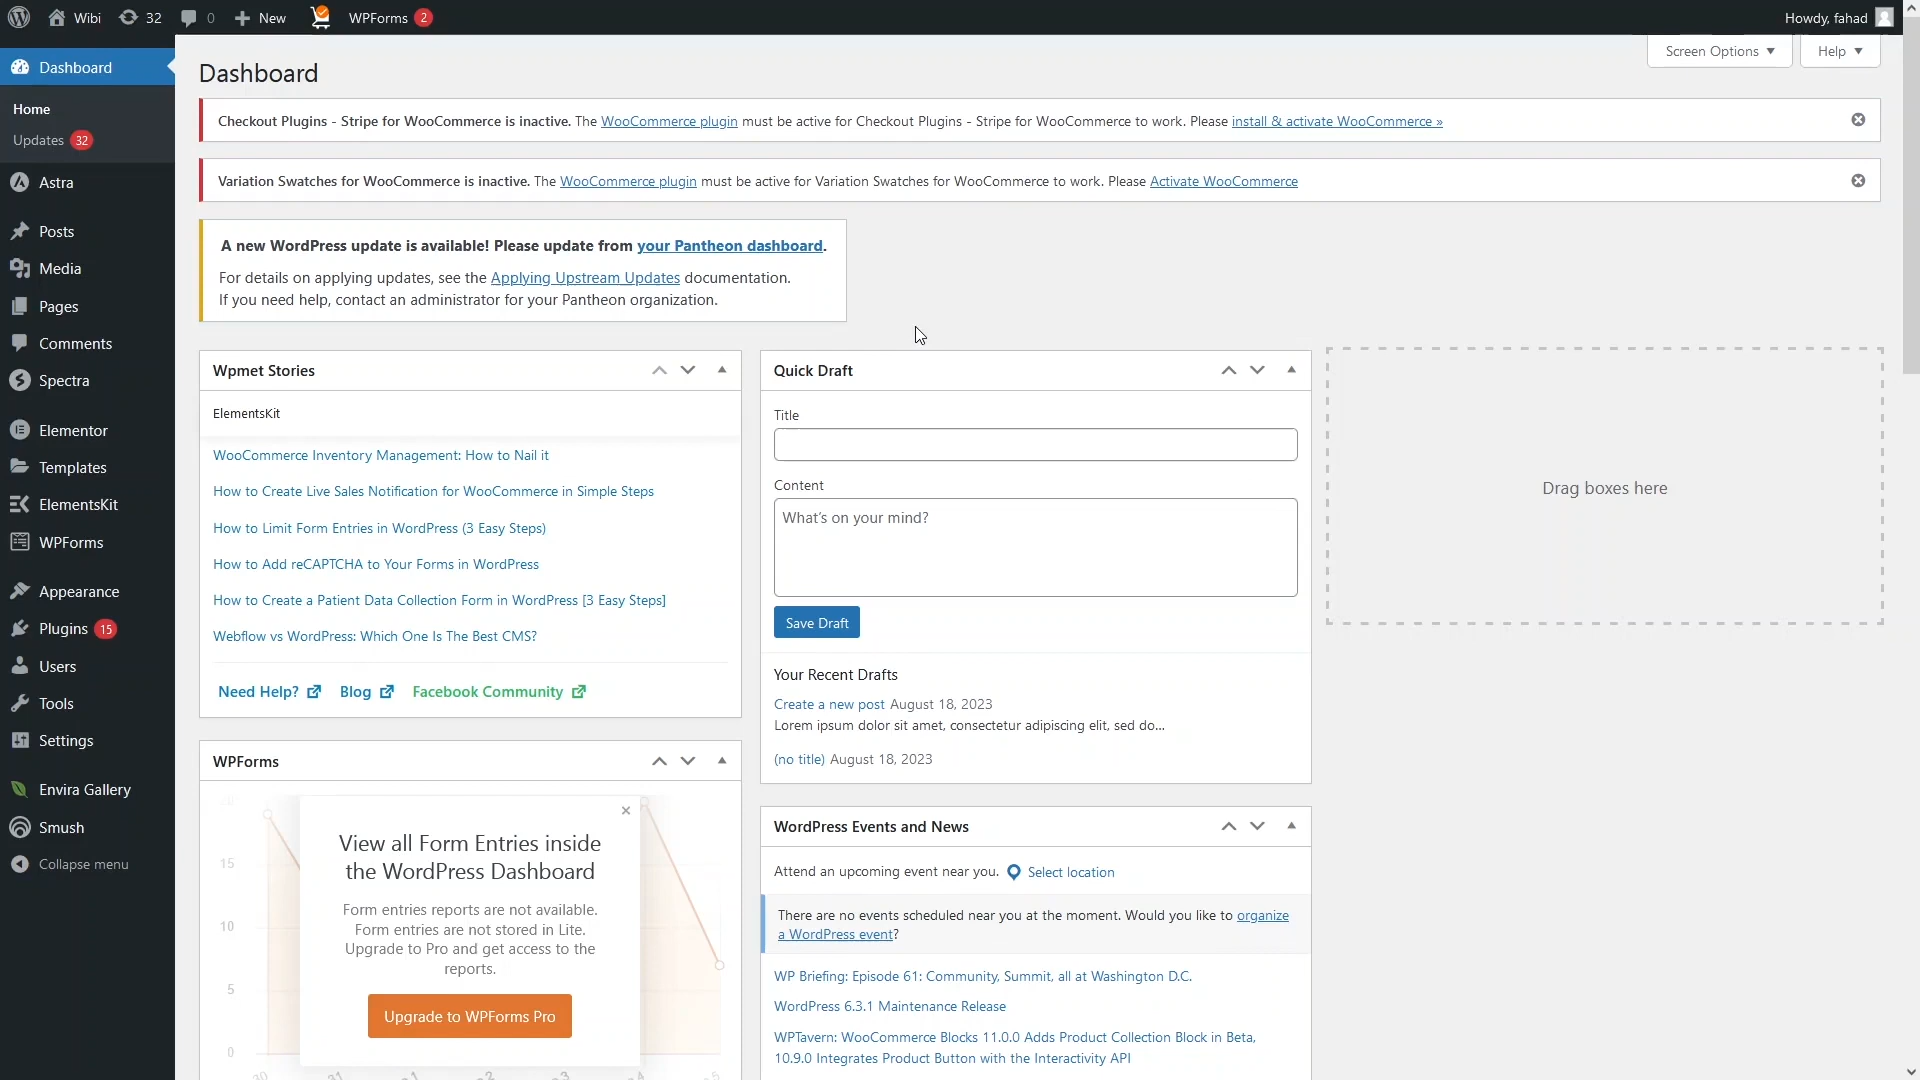 Wibi
32
0
New
WPForms 2
Howdy, fahad
Dashboard
Home
Updates 32
Astra
Posts
Media
Pages
Comments
Spectra
Elementor
Templates
ElementsKit
WPForms
Appearance
Plugins 15
Users
Tools
Settings
Envira Gallery
Smush
Collapse menu
Screen Options
Help
Dashboard
Checkout Plugins - Stripe for WooCommerce is inactive. The WooCommerce plugin must be active for Checkout Plugins - Stripe for WooCommerce to work. Please install & activate WooCommerce »
Variation Swatches for WooCommerce is inactive. The WooCommerce plugin must be active for Variation Swatches for WooCommerce to work. Please Activate WooCommerce
A new WordPress update is available! Please update from your Pantheon dashboard.
For details on applying updates, see the Applying Upstream Updates documentation.
If you need help, contact an administrator for your Pantheon organization.
Wpmet Stories
ElementsKit
WooCommerce Inventory Management: How to Nail it
How to Create Live Sales Notification for WooCommerce in Simple Steps
How to Limit Form Entries in WordPress (3 Easy Steps)
How to Add reCAPTCHA to Your Forms in WordPress
How to Create a Patient Data Collection Form in WordPress [3 Easy Steps]
Webflow vs WordPress: Which One Is The Best CMS?
Need Help?
Blog
Facebook Community
WPForms
20
15
10
5
0
View all Form Entries inside
the WordPress Dashboard
Form entries reports are not available.
Form entries are not stored in Lite.
Upgrade to Pro and get access to the
reports.
Upgrade to WPForms Pro
Quick Draft
Title
Content
What's on your mind?
Save Draft
Your Recent Drafts
Create a new post August 18, 2023
Lorem ipsum dolor sit amet, consectetur adipiscing elit, sed do…
(no title) August 18, 2023
WordPress Events and News
Attend an upcoming event near you. Select location
There are no events scheduled near you at the moment. Would you like to organize
a WordPress event?
WP Briefing: Episode 61: Community, Summit, all at Washington D.C.
WordPress 6.3.1 Maintenance Release
WPTavern: WooCommerce Blocks 11.0.0 Adds Product Collection Block in Beta,
10.9.0 Integrates Product Button with the Interactivity API
Drag boxes here